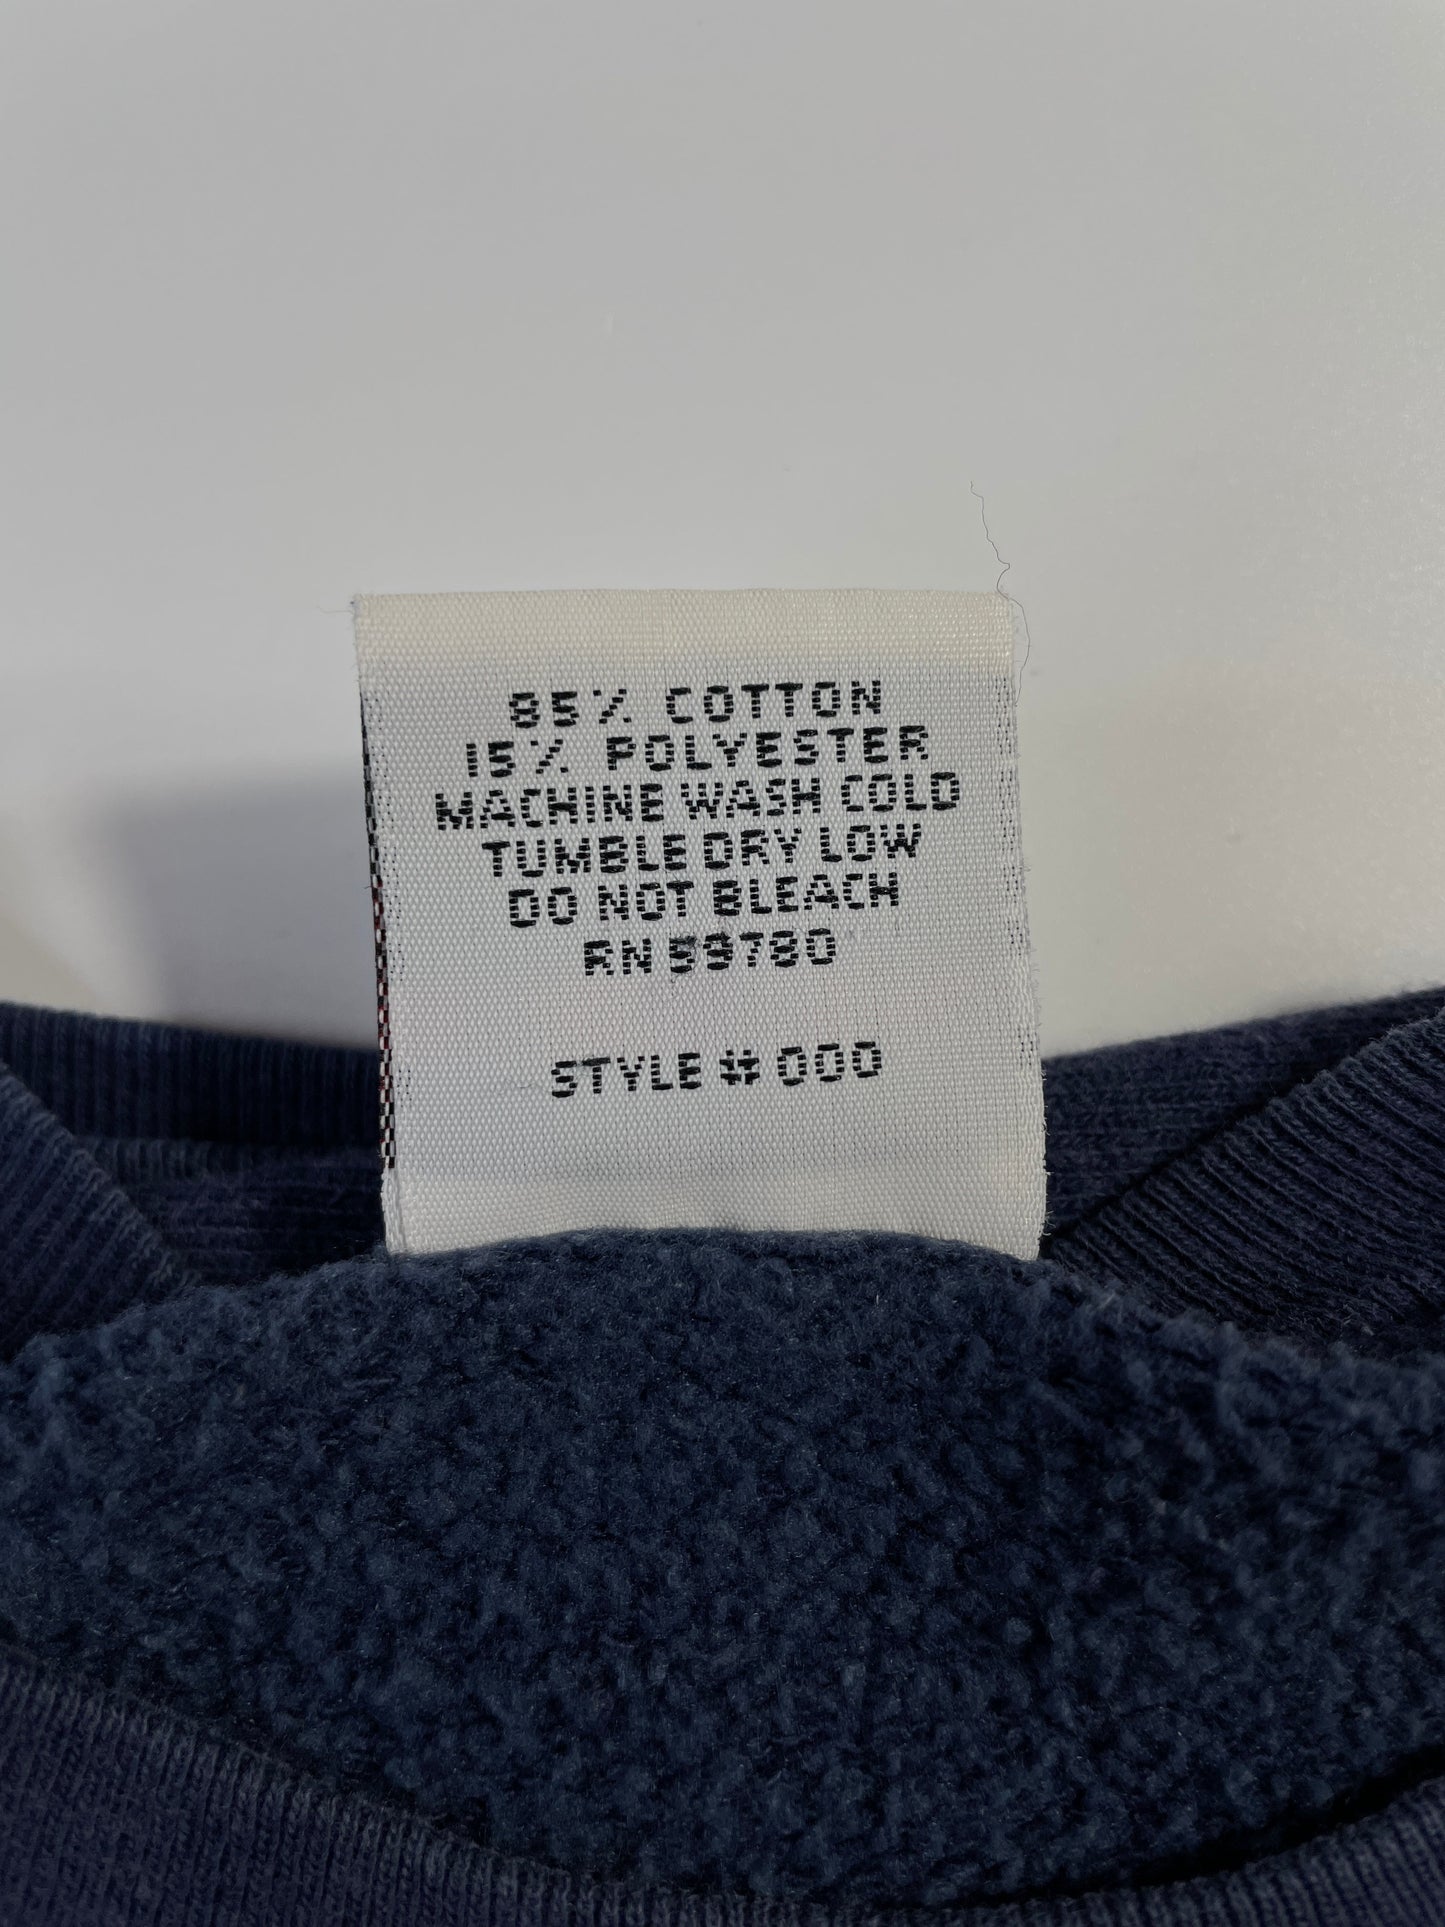 85% COTTON
15% POLYESTER
MACHINE WASH COLD
TUMBLE DRY LOW
DO NOT BLEACH
RN 59780
STYLE # 000